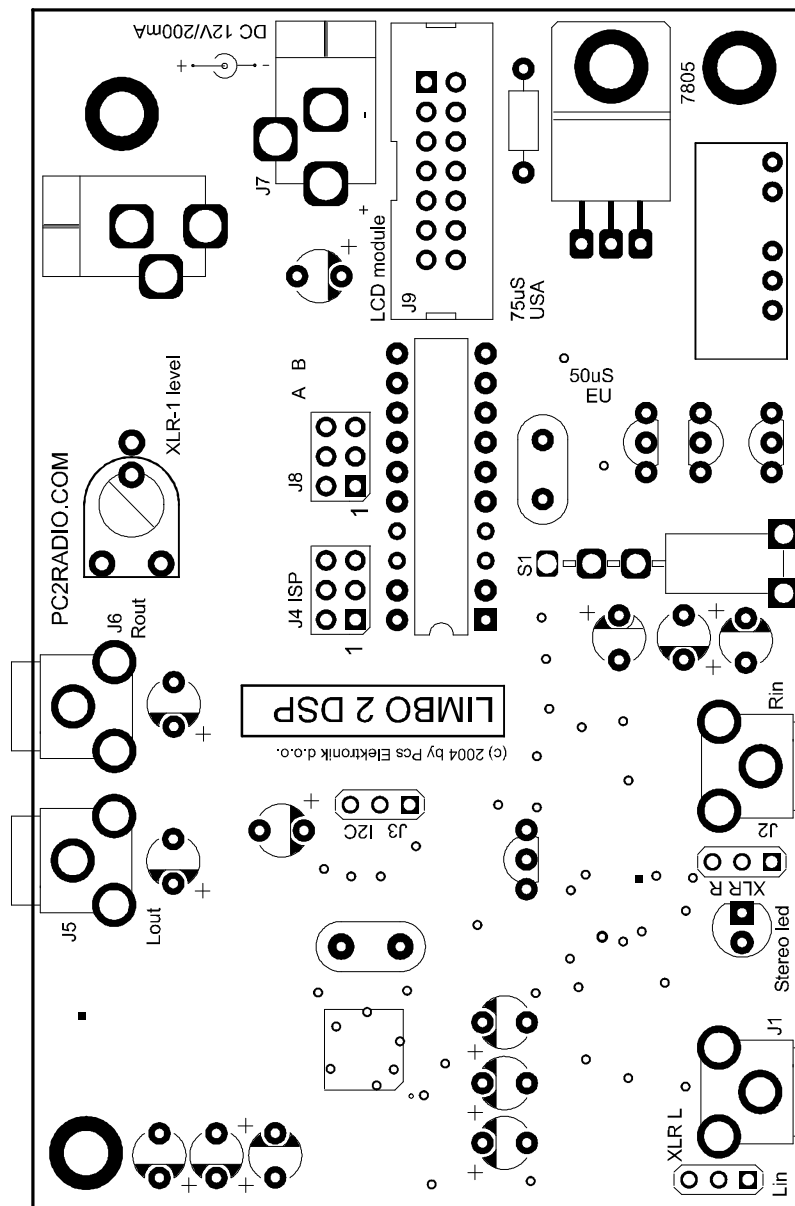 DC 12V/200mA
+
-
7805
J7
-
+
LCD module
+
J9
75uS
USA
50uS
EU
XLR-1 level
A B
J8
1
PC2RADIO.COM
S1
J4 ISP
1
J6
Rout
+
+
+
+
Rin
LIMBO 2 DSP
(c) 2004 by Pcs Elektronik d.o.o.
+
J3
I2C
J2
XLR R
J5
Lout
+
Stereo led
J1
+
+
+
XLR L
Lin
+
+
+